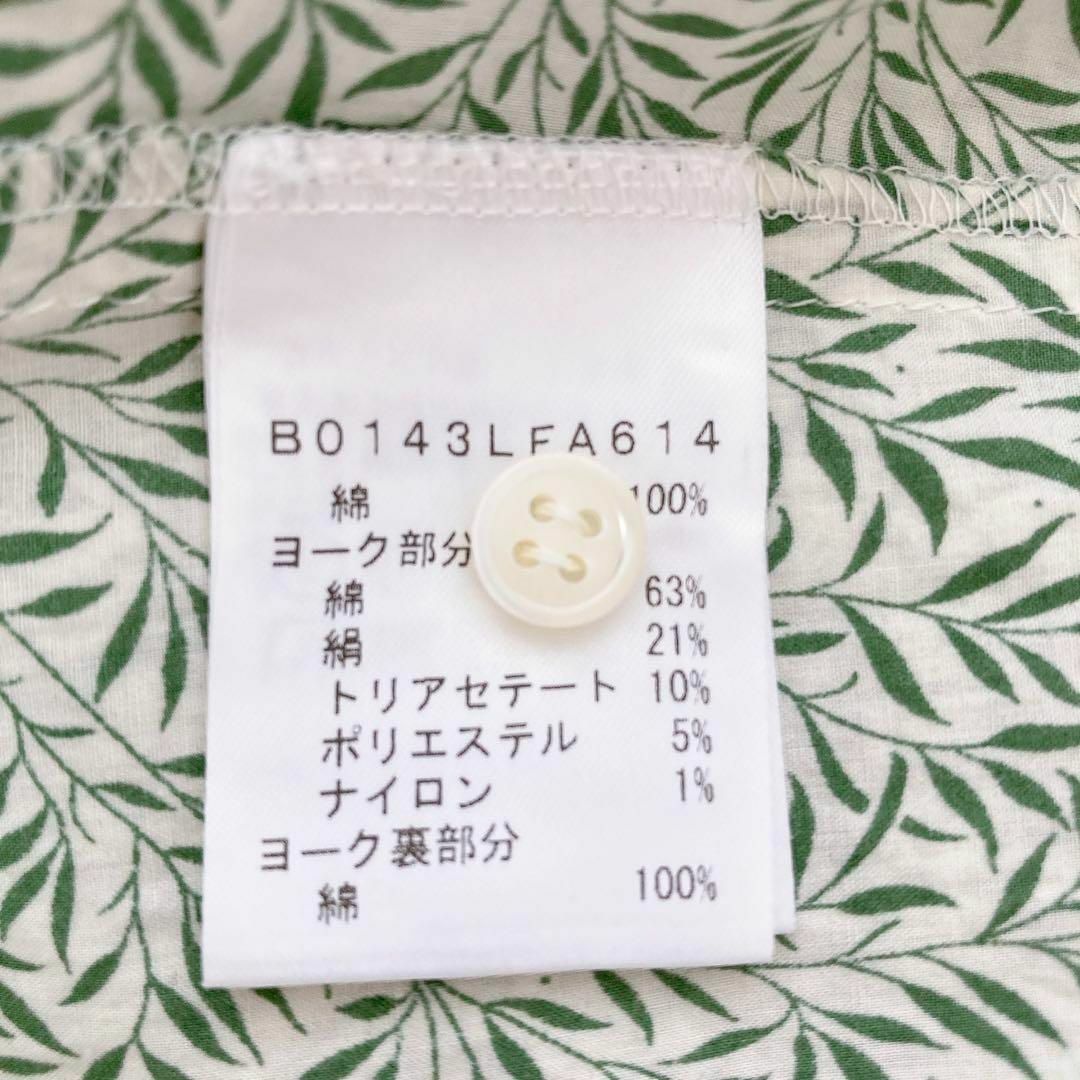 B0143LFA614
綿 100%
ヨーク部分
綿 63%
絹 21%
トリアセテート 10%
ポリエステル 5%
ナイロン 1%
ヨーク裏部分
綿 100%